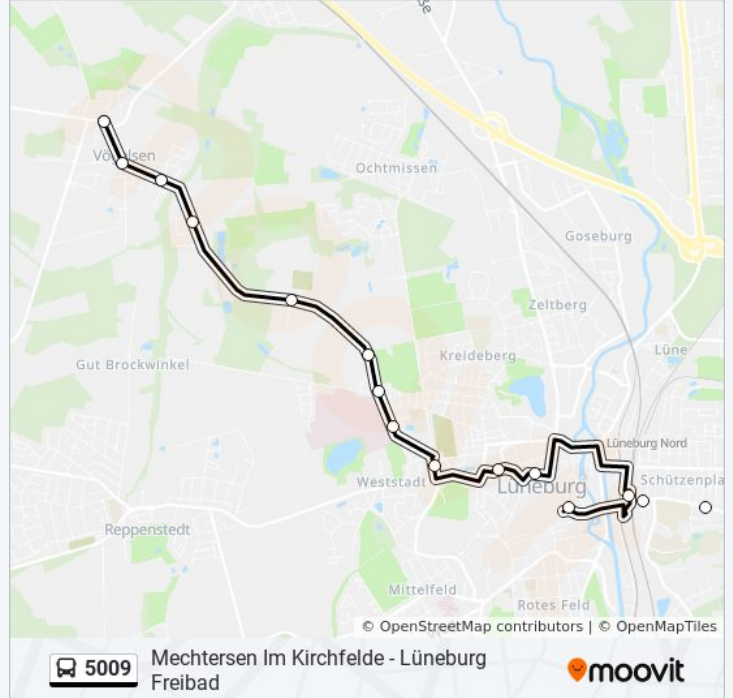 Vögelsen
Ochtmissen
Goseburg
Zeltberg
Lüne
Kreideberg
Gut Brockwinkel
Lüneburg Nord
Schützenpla
Weststadt
Lüneburg
Reppenstedt
Mittelfeld
Rotes Feld
© OpenStreetMap contributors | © OpenMapTiles
5009
Mechtersen Im Kirchfelde - Lüneburg
Freibad
moovit